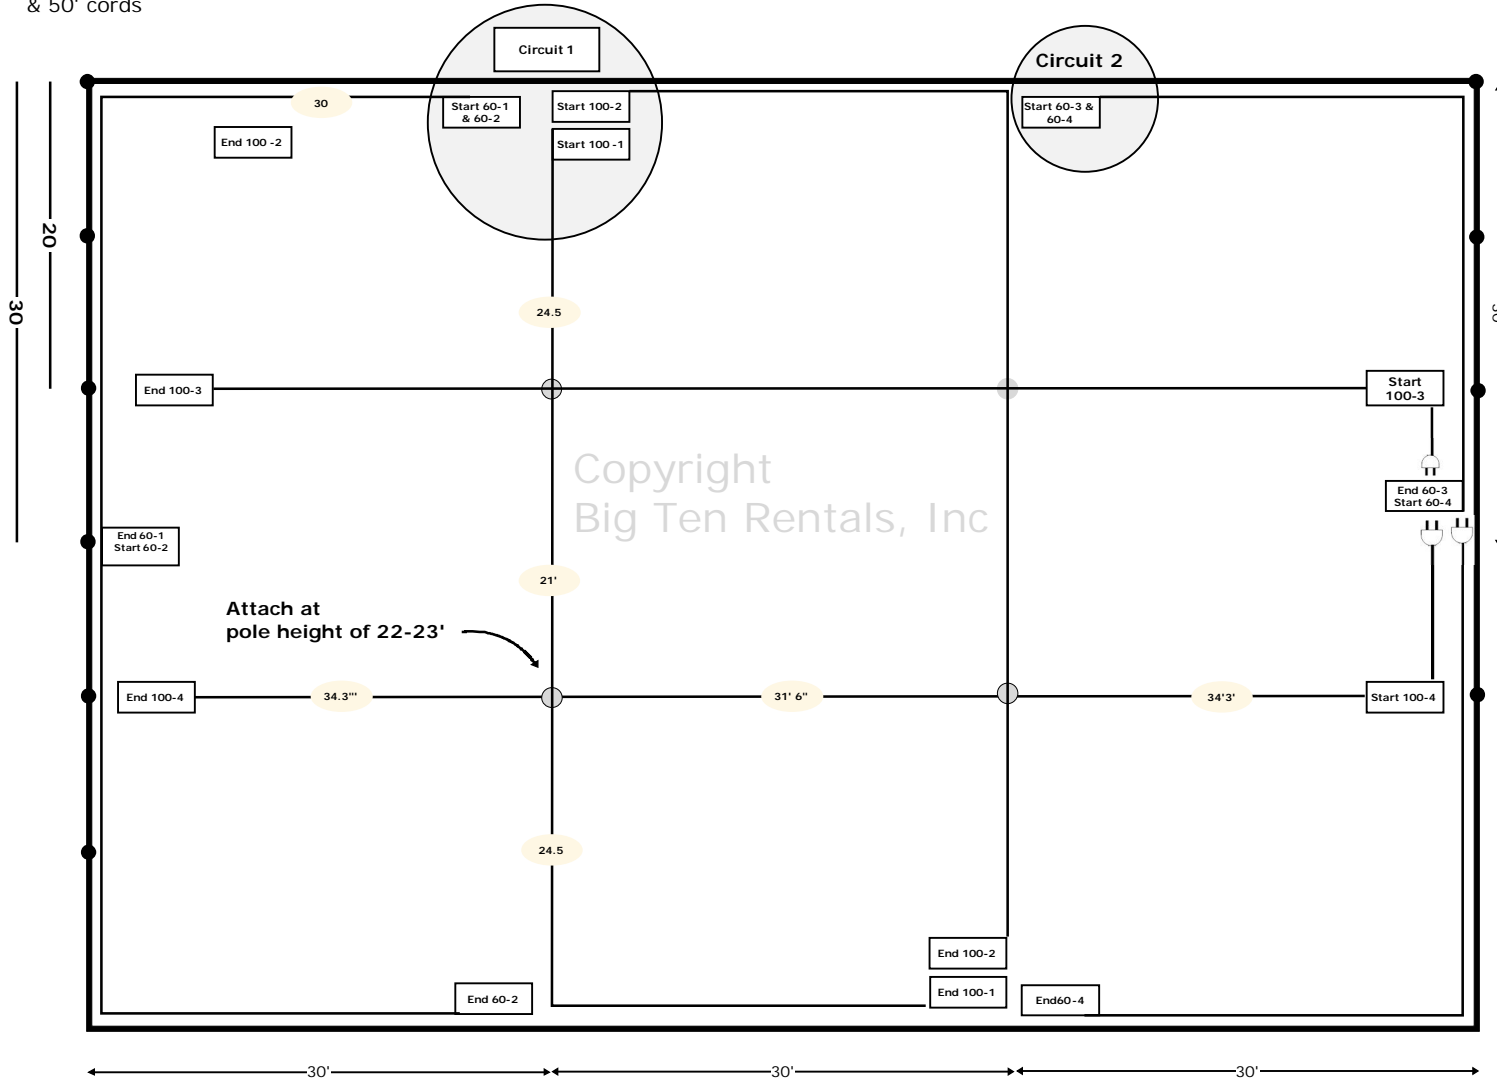 & 50' cords
Circuit 1
Circuit 2
30
Start 60-1
& 60-2
Start 100-2
Start 60-3 &
60-4
End 100 -2
Start 100 -1
20
30
24.5
30
End 100-3
Start
100-3
Copyright
Big Ten Rentals, Inc
End 60-3
Start 60-4
End 60-1
Start 60-2
21'
Attach at
pole height of 22-23'
End 100-4
34.3"'
31' 6"
34'3'
Start 100-4
24.5
End 100-2
End 100-1
End 60-2
End60-4
30'
30'
30'